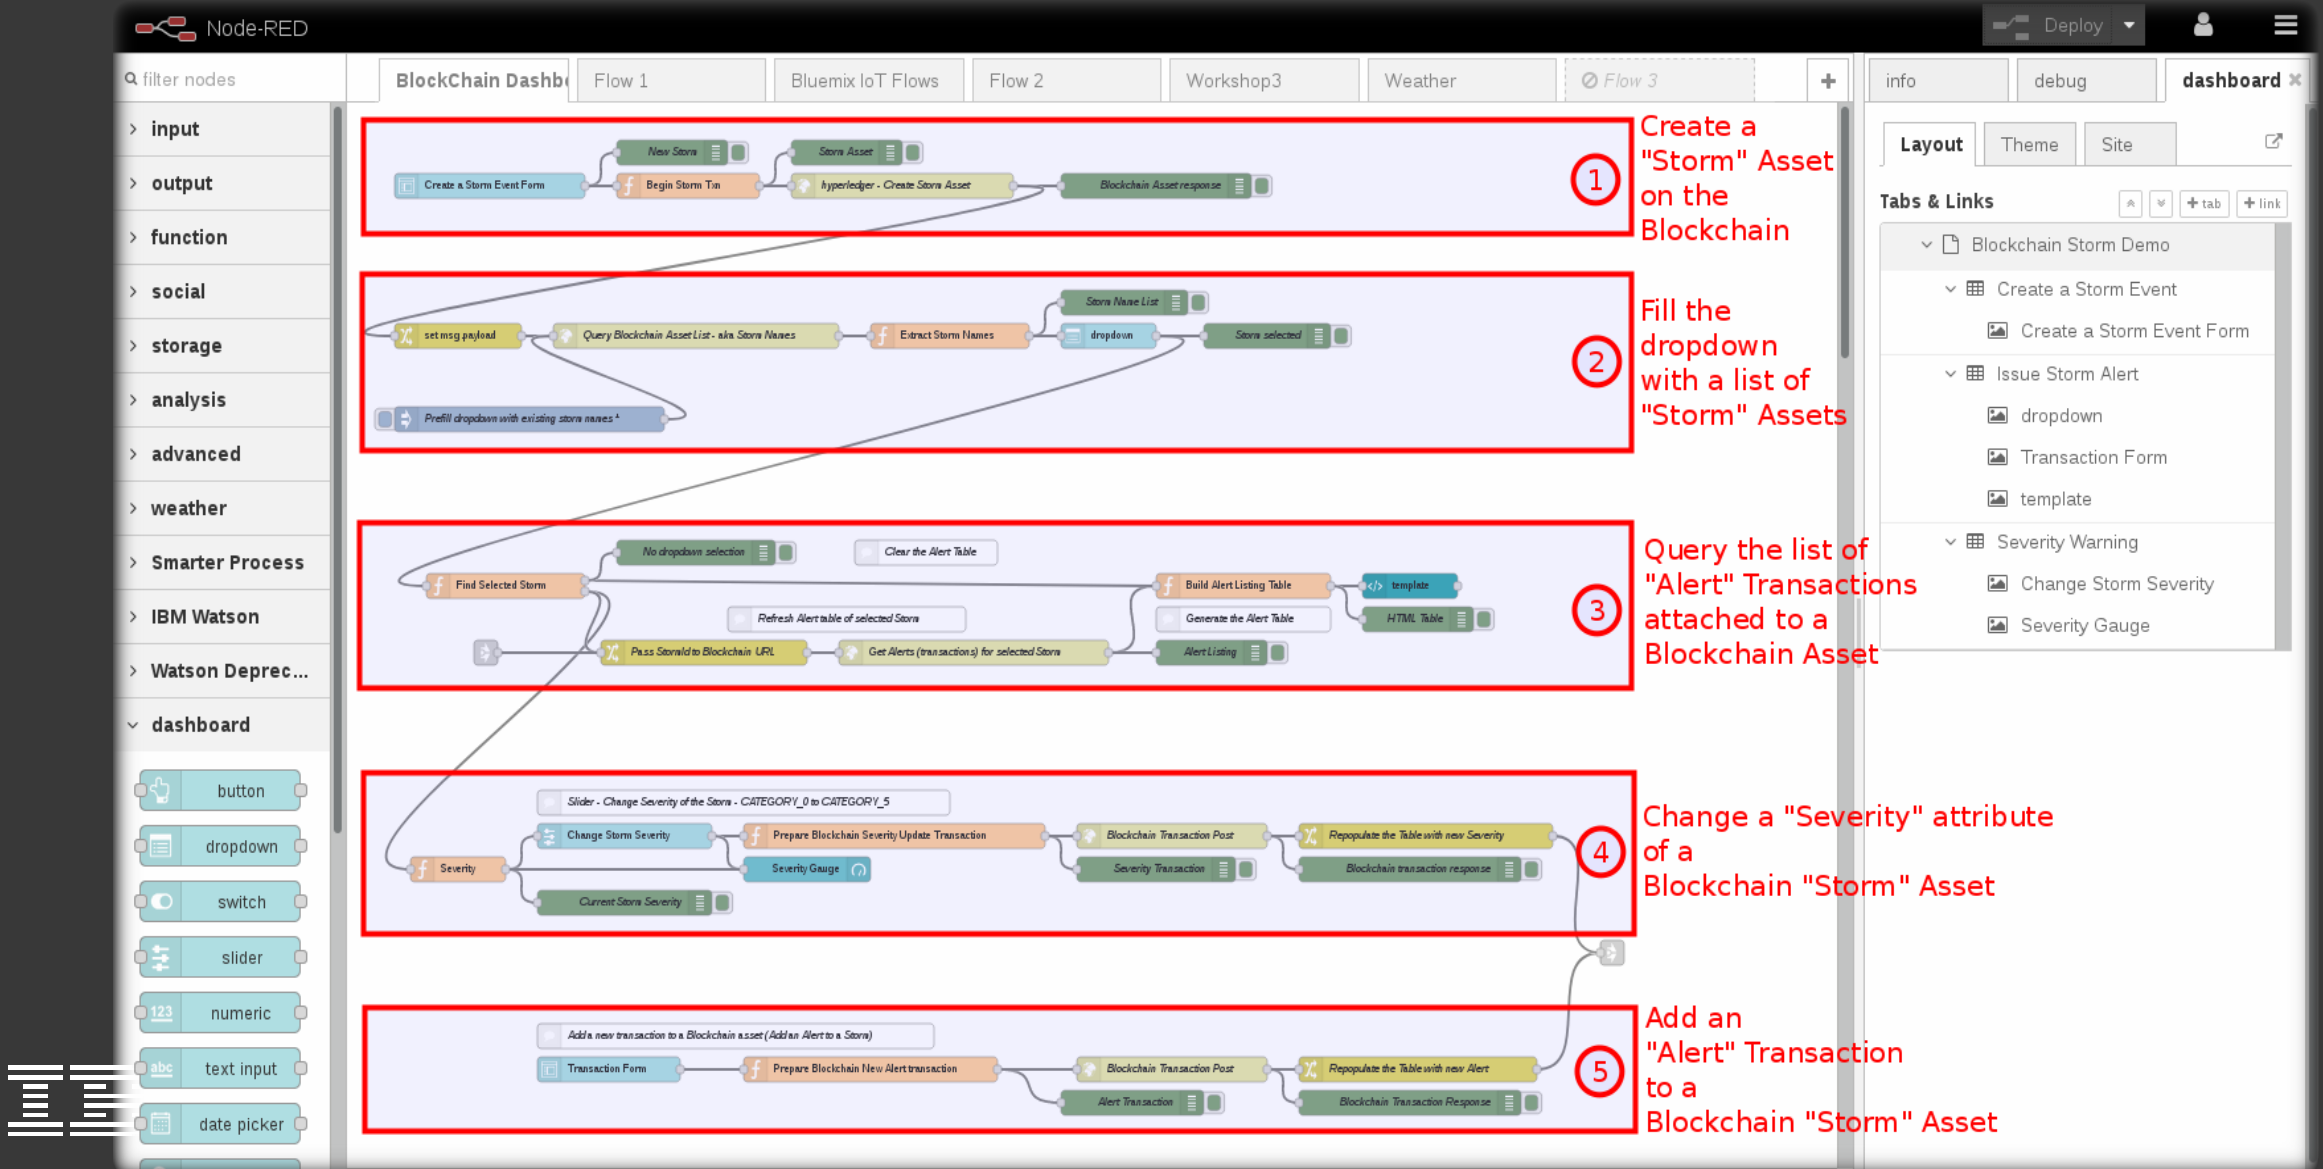 Node-RED
Deploy
filter nodes
BlockChain Dashb
Flow 1
Bluemix IoT Flows
Flow 2
Workshop3
Weather
Flow 3
info
debug
dashboard
input
output
function
social
storage
analysis
advanced
weather
Smarter Process
IBM Watson
Watson Deprec...
dashboard
button
dropdown
switch
slider
123 numeric
abc text input
date picker
New Storm
Storm Asset
Create a Storm Event Form
Begin Storm Txn
hyperledger - Create Storm Asset
Blockchain Asset response
1
Create a
"Storm" Asset
on the
Blockchain
Storm Name List
set msg.payload
Query Blockchain Asset List - aka Storm Names
Extract Storm Names
dropdown
Storm selected
Prefill dropdown with existing storm names ¹
2
Fill the
dropdown
with a list of
"Storm" Assets
No dropdown selection
Clear the Alert Table
Find Selected Storm
Build Alert Listing Table
template
Refresh Alert table of selected Storm
Generate the Alert Table
HTML Table
Pass StormId to Blockchain URL
Get Alerts (transactions) for selected Storm
Alert Listing
3
Query the list of
"Alert" Transactions
attached to a
Blockchain Asset
Slider - Change Severity of the Storm - CATEGORY_0 to CATEGORY_5
Change Storm Severity
Prepare Blockchain Severity Update Transaction
Blockchain Transaction Post
Repopulate the Table with new Severity
Severity
Severity Gauge
Severity Transaction
Blockchain transaction response
Current Storm Severity
4
Change a "Severity" attribute
of a
Blockchain "Storm" Asset
Add a new transaction to a Blockchain asset (Add an Alert to a Storm)
Transaction Form
Prepare Blockchain New Alert transaction
Blockchain Transaction Post
Repopulate the Table with new Alert
Alert Transaction
Blockchain Transaction Response
5
Add an
"Alert" Transaction
to a
Blockchain "Storm" Asset
Layout
Theme
Site
Tabs & Links
+ tab
+ link
Blockchain Storm Demo
Create a Storm Event
Create a Storm Event Form
Issue Storm Alert
dropdown
Transaction Form
template
Severity Warning
Change Storm Severity
Severity Gauge